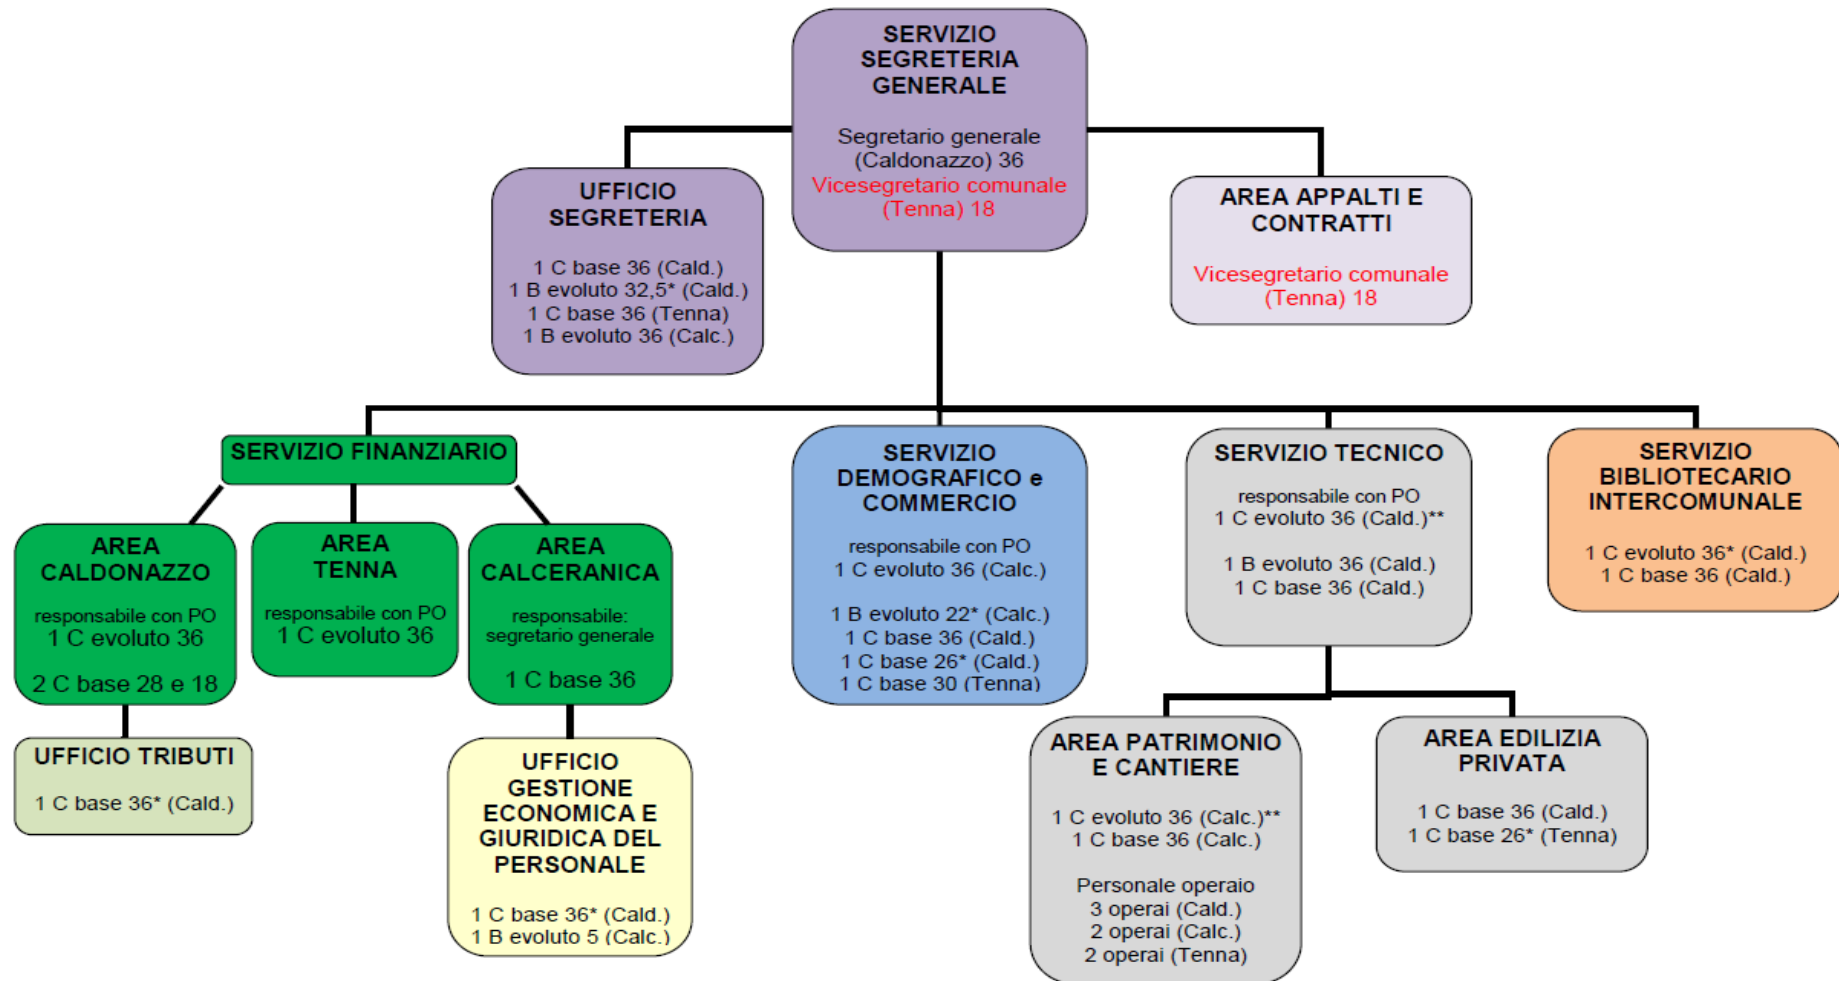 SERVIZIO
SEGRETERIA
GENERALE
Segretario generale
(Caldonazzo) 36
Vicesegretario comunale
(Tenna) 18
UFFICIO
SEGRETERIA
1 C base 36 (Cald.)
1 B evoluto 32,5* (Cald.)
1 C base 36 (Tenna)
1 B evoluto 36 (Calc.)
AREA APPALTI E
CONTRATTI
Vicesegretario comunale
(Tenna) 18
SERVIZIO FINANZIARIO
AREA
CALDONAZZO
responsabile con PO
1 C evoluto 36
2 C base 28 e 18
AREA
TENNA
responsabile con PO
1 C evoluto 36
AREA
CALCERANICA
responsabile:
segretario generale
1 C base 36
UFFICIO TRIBUTI
1 C base 36* (Cald.)
UFFICIO
GESTIONE
ECONOMICA E
GIURIDICA DEL
PERSONALE
1 C base 36* (Cald.)
1 B evoluto 5 (Calc.)
SERVIZIO
DEMOGRAFICO e
COMMERCIO
responsabile con PO
1 C evoluto 36 (Calc.)
1 B evoluto 22* (Calc.)
1 C base 36 (Cald.)
1 C base 26* (Cald.)
1 C base 30 (Tenna)
SERVIZIO TECNICO
responsabile con PO
1 C evoluto 36 (Cald.)**
1 B evoluto 36 (Cald.)
1 C base 36 (Cald.)
AREA PATRIMONIO
E CANTIERE
1 C evoluto 36 (Calc.)**
1 C base 36 (Calc.)
Personale operaio
3 operai (Cald.)
2 operai (Calc.)
2 operai (Tenna)
AREA EDILIZIA
PRIVATA
1 C base 36 (Cald.)
1 C base 26* (Tenna)
SERVIZIO
BIBLIOTECARIO
INTERCOMUNALE
1 C evoluto 36* (Cald.)
1 C base 36 (Cald.)